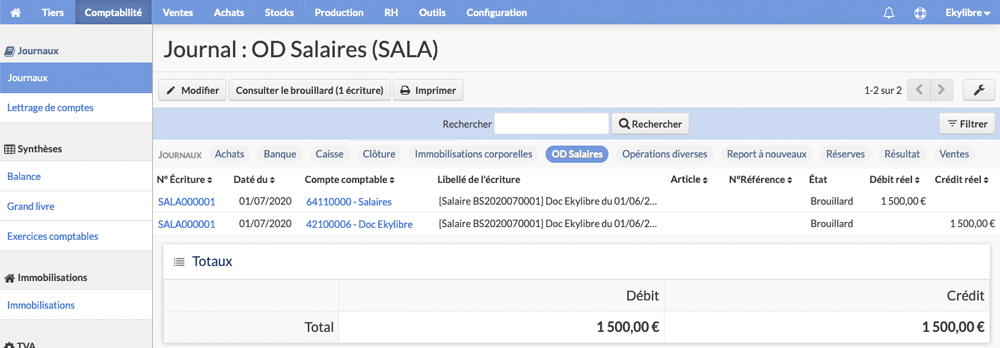 Tiers Comptabilité Ventes Achats Stocks Production RH Outils Configuration Ekylibre
Journaux
Journaux
Lettrage de comptes
Synthèses
Balance
Grand livre
Exercices comptables
Immobilisations
Immobilisations
TVA
Journal : OD Salaires (SALA)
Modifier Consulter le brouillard (1 écriture) Imprimer 1-2 sur 2
Rechercher Rechercher Filtrer
JOURNAUX Achats Banque Caisse Clôture Immobilisations corporelles OD Salaires Opérations diverses Report à nouveaux Réserves Résultat Ventes
N° Écriture Daté du Compte comptable Libellé de l'écriture Article N°Référence État Débit réel Crédit réel
SALA000001 01/07/2020 64110000 - Salaires [Salaire BS2020070001] Doc Ekylibre du 01/06/2... Brouillard 1 500,00 €
SALA000001 01/07/2020 42100006 - Doc Ekylibre [Salaire BS2020070001] Doc Ekylibre du 01/06/2... Brouillard 1 500,00 €
Totaux
Débit Crédit
Total 1 500,00 € 1 500,00 €